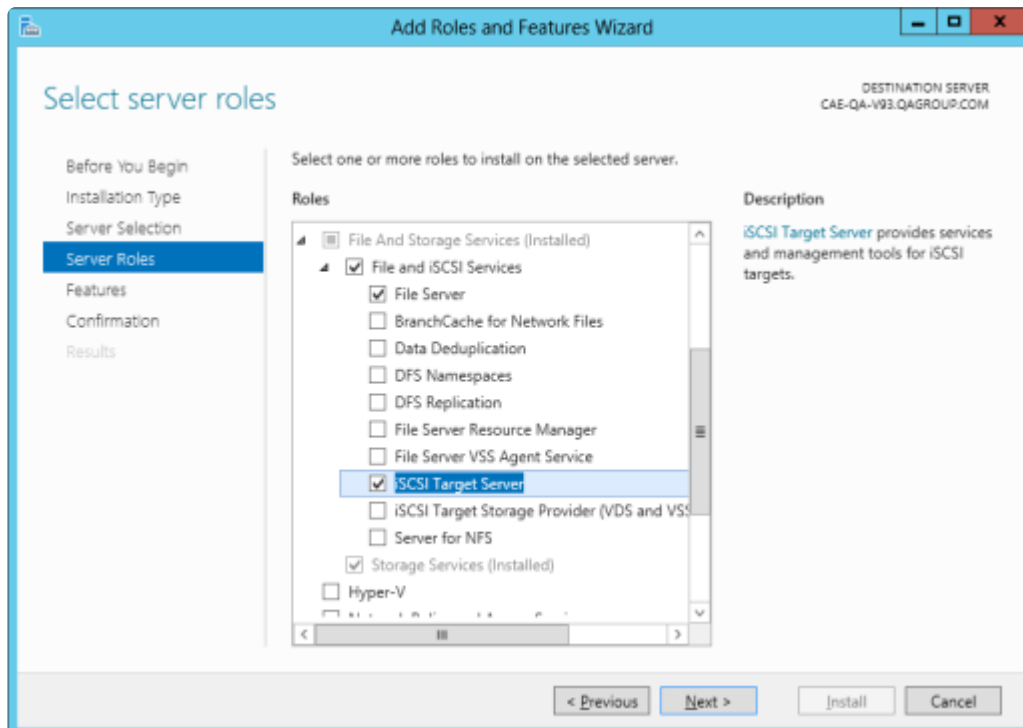 Add Roles and Features Wizard
Select server roles
DESTINATION SERVER
CAE-QA-V93.QAGROUP.COM
Before You Begin
Installation Type
Server Selection
Server Roles
Features
Confirmation
Results
Select one or more roles to install on the selected server.
Roles
File And Storage Services (Installed)
File and iSCSI Services
File Server
BranchCache for Network Files
Data Deduplication
DFS Namespaces
DFS Replication
File Server Resource Manager
File Server VSS Agent Service
iSCSI Target Server
iSCSI Target Storage Provider (VDS and VSS
Server for NFS
Storage Services (Installed)
Hyper-V
Description
iSCSI Target Server provides services
and management tools for iSCSI
targets.
< Previous
Next >
Install
Cancel